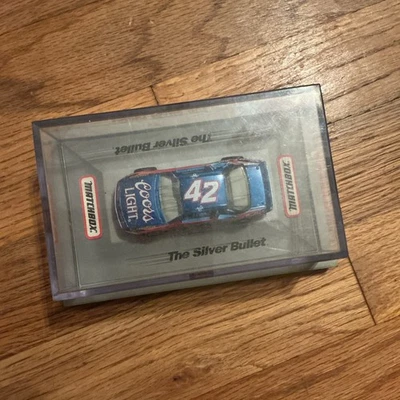 The Silver Bullet
MATCHBOX
Coors
LIGHT
42
MATCHBOX
The Silver Bullet